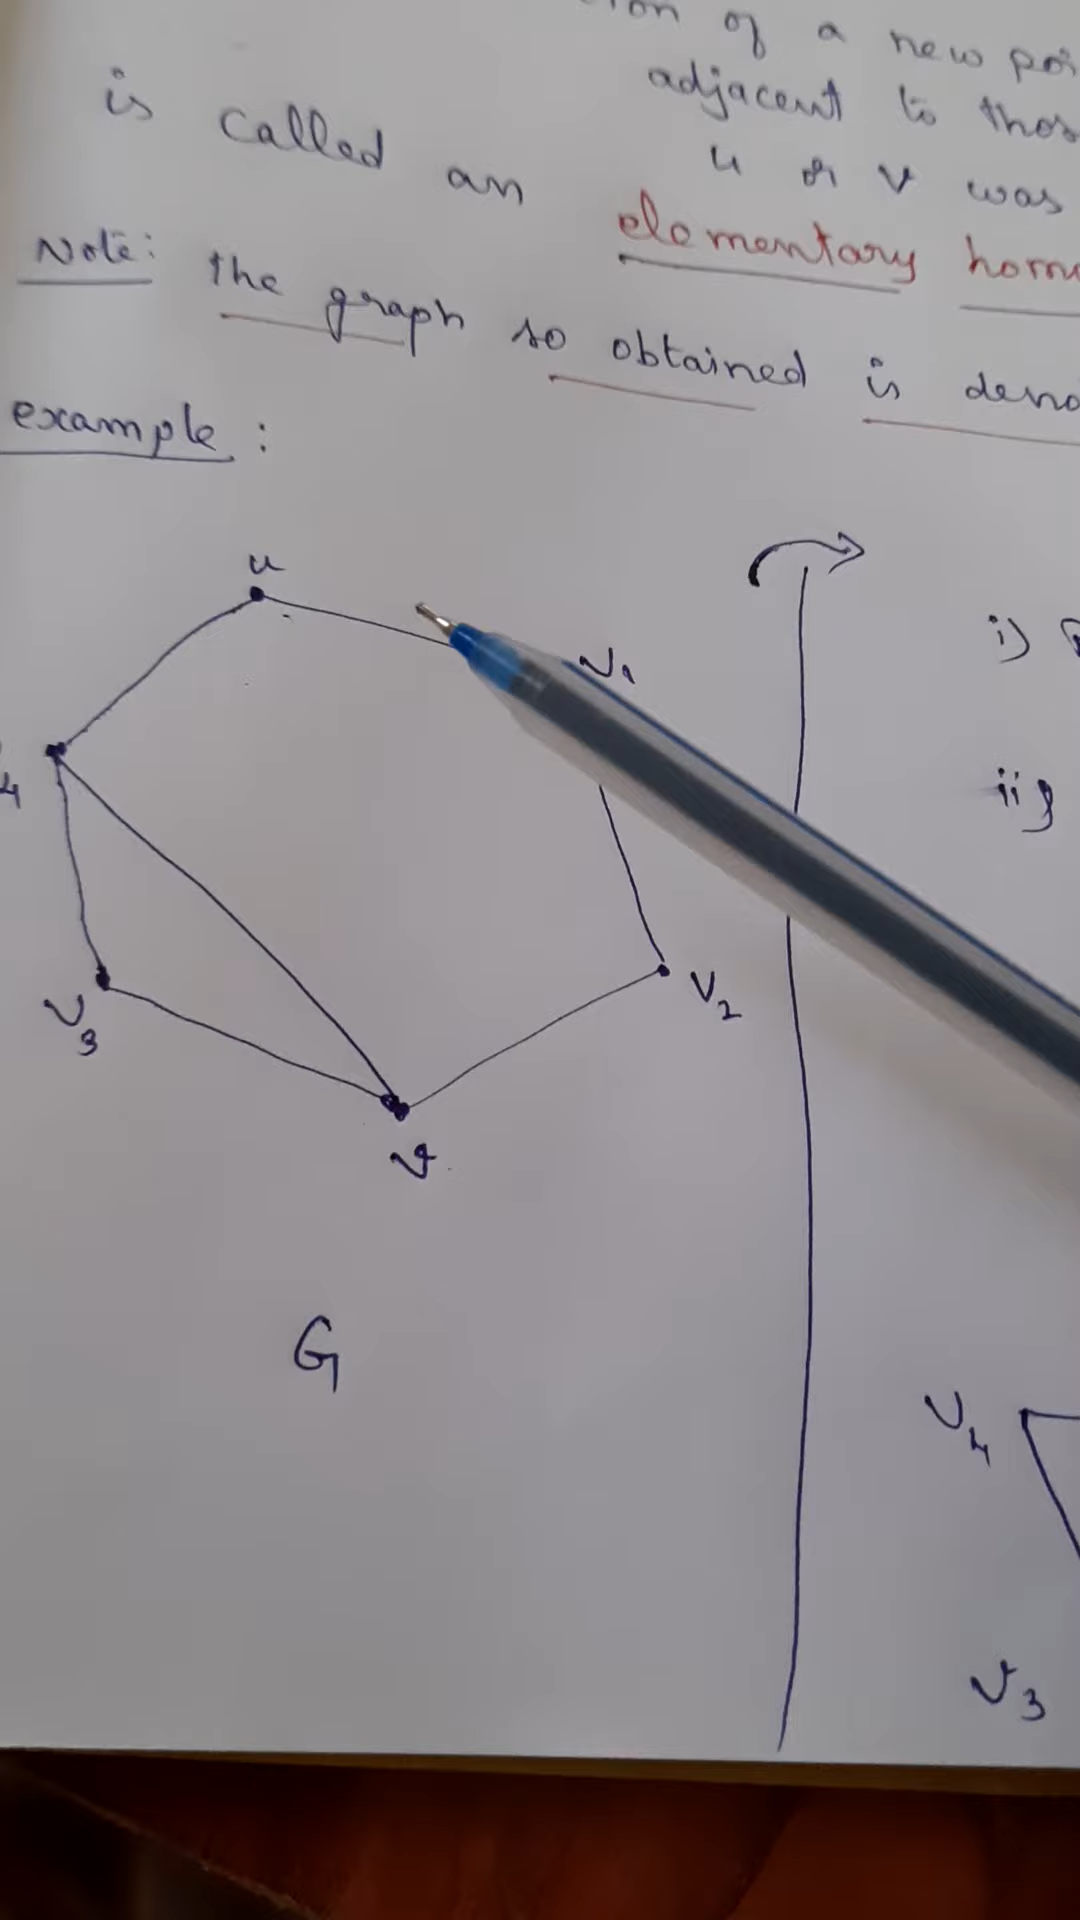 of a new
adjacent to
u or v was
is called an elementary
Note: the graph so obtained is
example:
u
v1
i)
ii)
4
v3
v2
v
G
v4
v3